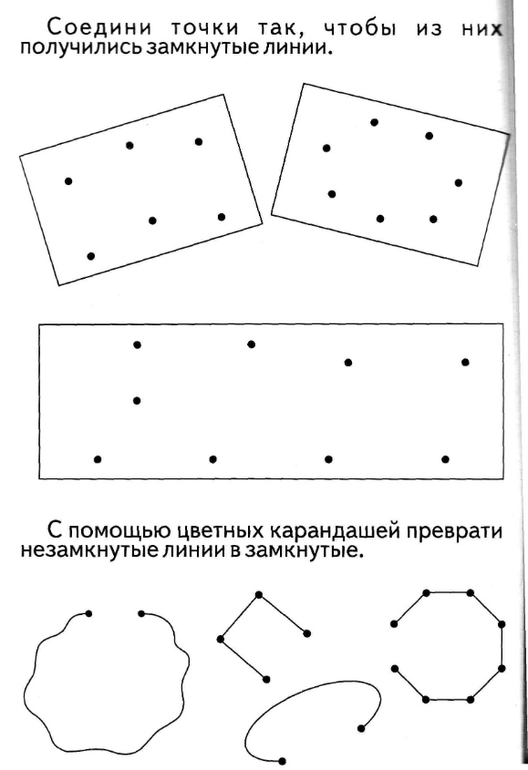 Соедини точки так, чтобы из них
получились замкнутые линии.
С помощью цветных карандашей преврати
незамкнутые линии в замкнутые.